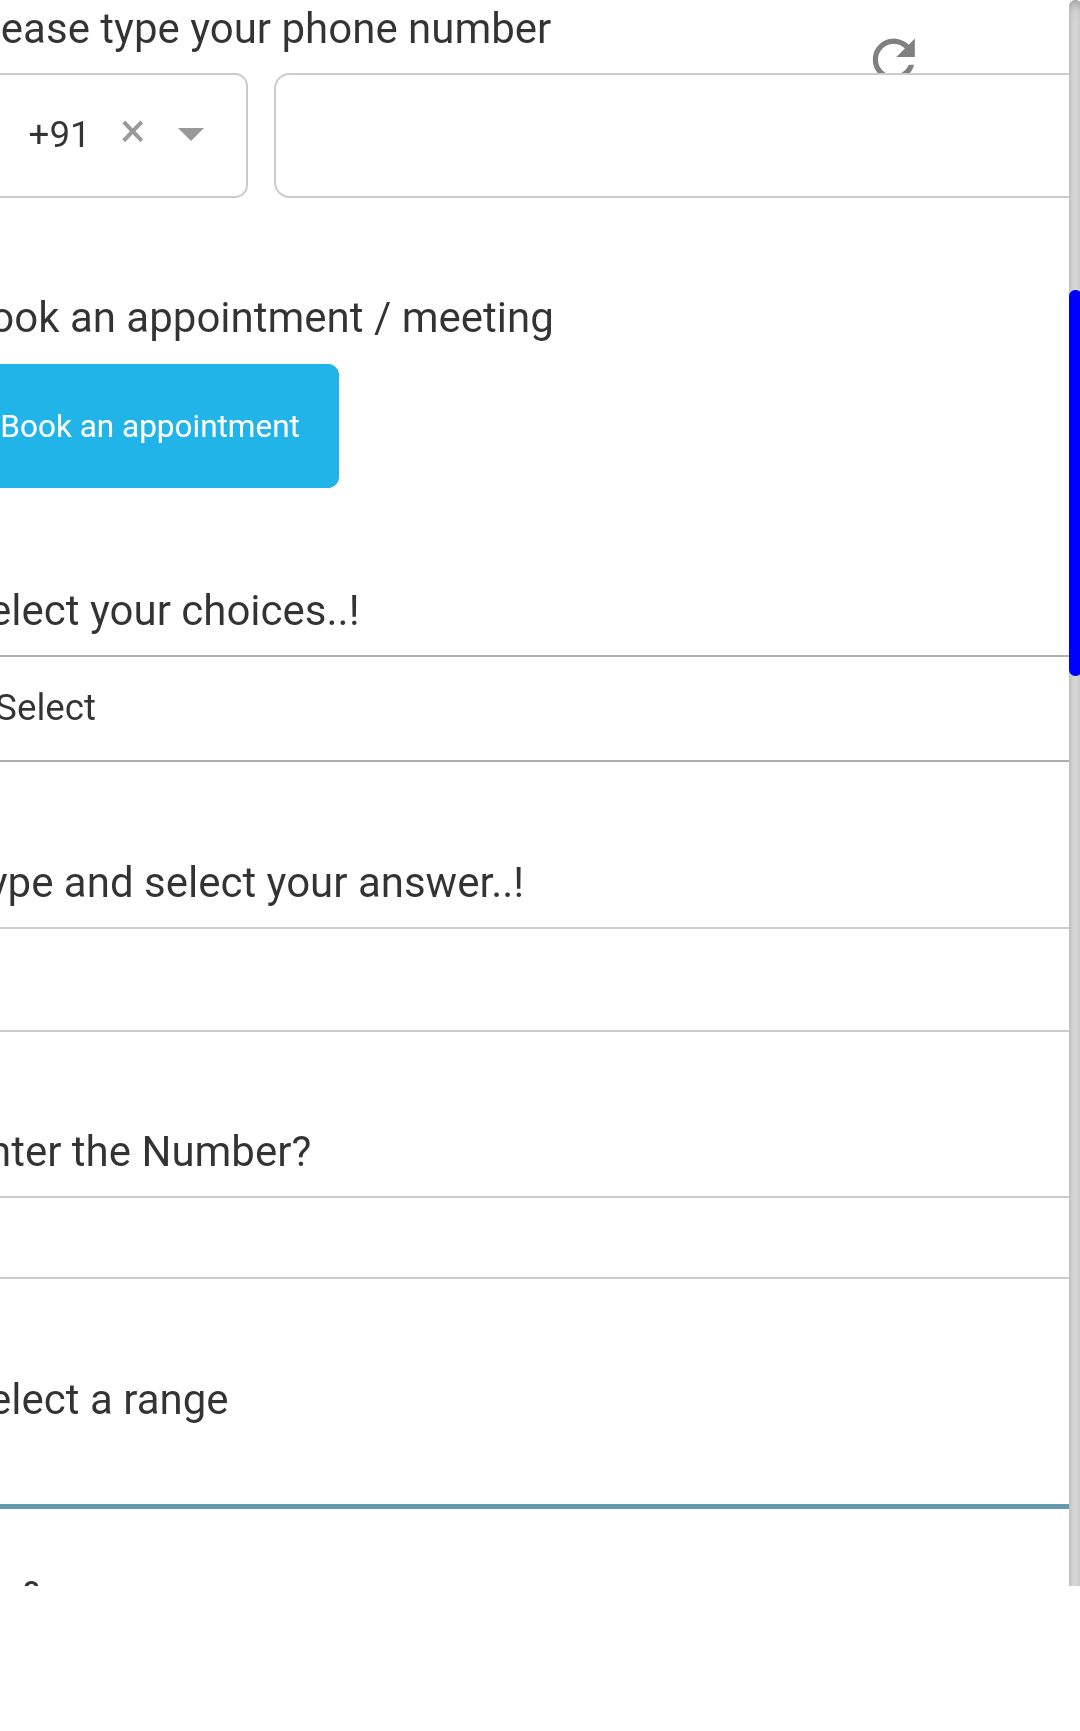 ease type your phone number
+91
ook an appointment / meeting
Book an appointment
elect your choices..!
Select
ype and select your answer..!
nter the Number?
elect a range